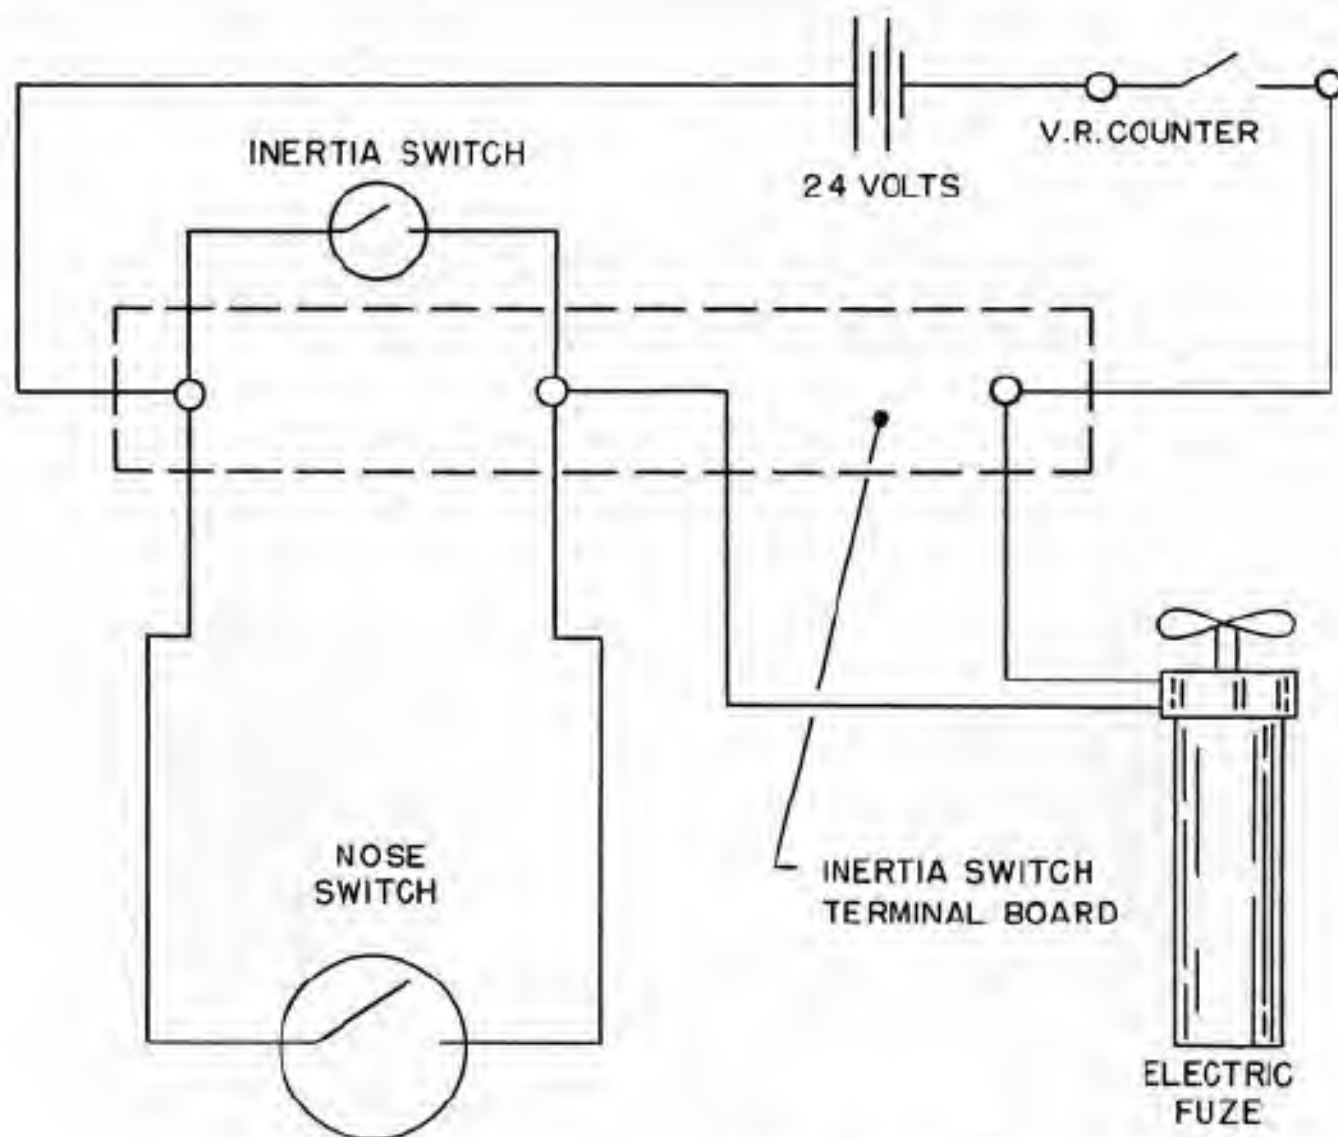 INERTIA SWITCH
24 VOLTS
V.R. COUNTER
NOSE
SWITCH
INERTIA SWITCH
TERMINAL BOARD
ELECTRIC
FUZE